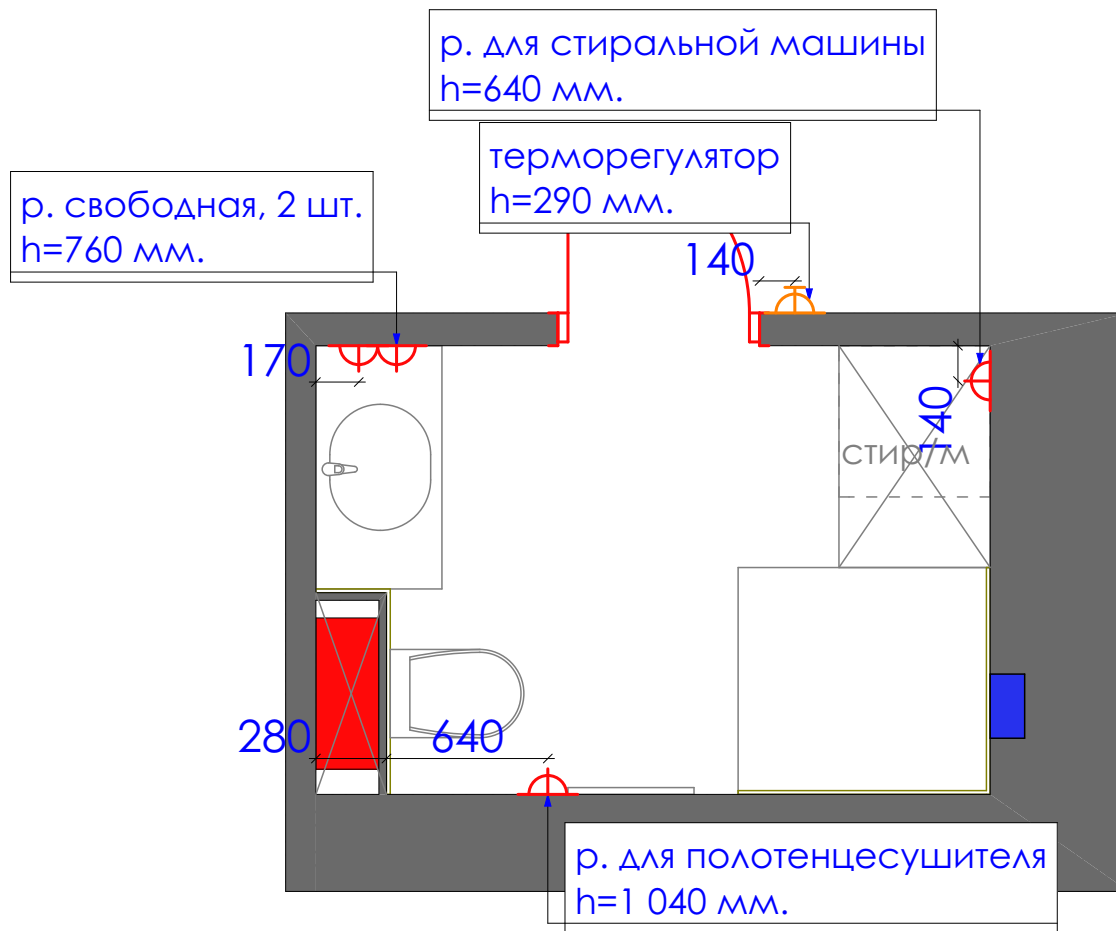 р. для стиральной машины
h=640 мм.
терморегулятор
h=290 мм.
р. свободная, 2 шт.
h=760 мм.
140
170
140
стир/м
280
640
р. для полотенцесушителя
h=1 040 мм.